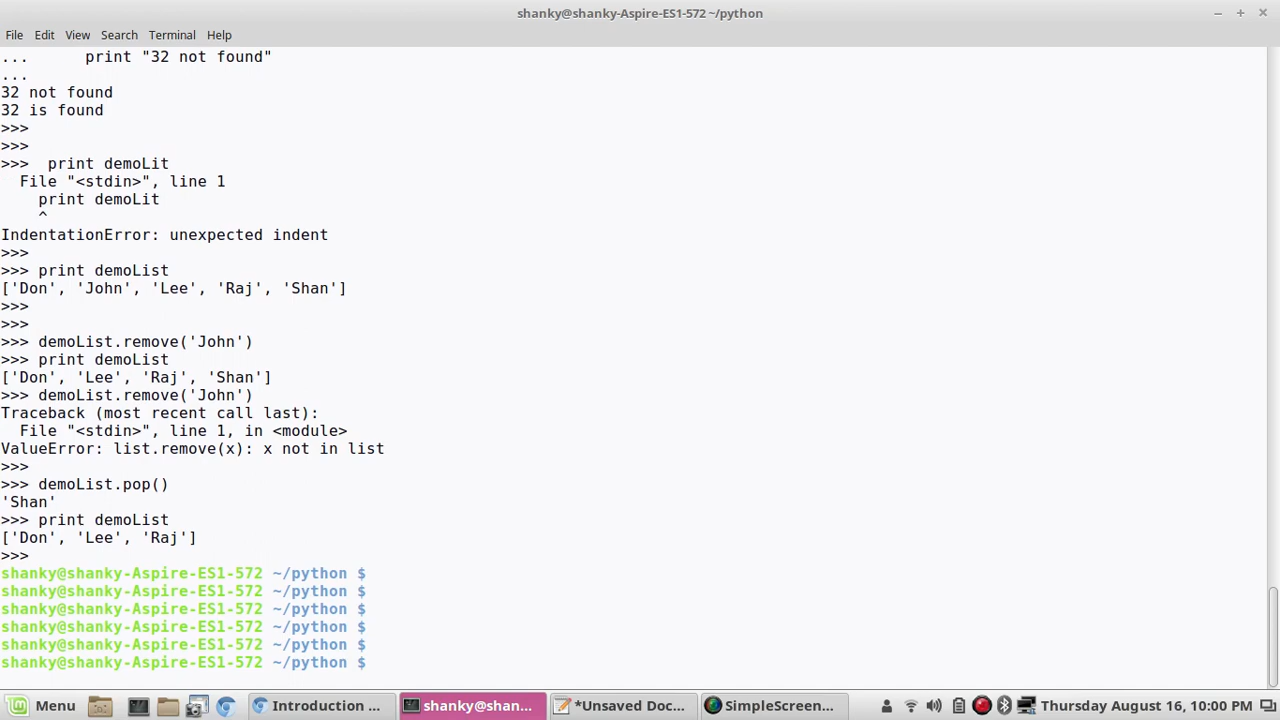 shanky@shanky-Aspire-ES1-572 ~/python
File Edit View Search Terminal Help
...      print "32 not found"
...
32 not found
32 is found
>>>
>>>
>>>  print demoLit
  File "<stdin>", line 1
    print demoLit
    ^
IndentationError: unexpected indent
>>>
>>> print demoList
['Don', 'John', 'Lee', 'Raj', 'Shan']
>>>
>>>
>>> demoList.remove('John')
>>> print demoList
['Don', 'Lee', 'Raj', 'Shan']
>>> demoList.remove('John')
Traceback (most recent call last):
  File "<stdin>", line 1, in <module>
ValueError: list.remove(x): x not in list
>>>
>>> demoList.pop()
'Shan'
>>> print demoList
['Don', 'Lee', 'Raj']
>>>
shanky@shanky-Aspire-ES1-572 ~/python $
shanky@shanky-Aspire-ES1-572 ~/python $
shanky@shanky-Aspire-ES1-572 ~/python $
shanky@shanky-Aspire-ES1-572 ~/python $
shanky@shanky-Aspire-ES1-572 ~/python $
shanky@shanky-Aspire-ES1-572 ~/python $
Menu Introduction ... shanky@shan... *Unsaved Doc... SimpleScreen... Thursday August 16, 10:00 PM